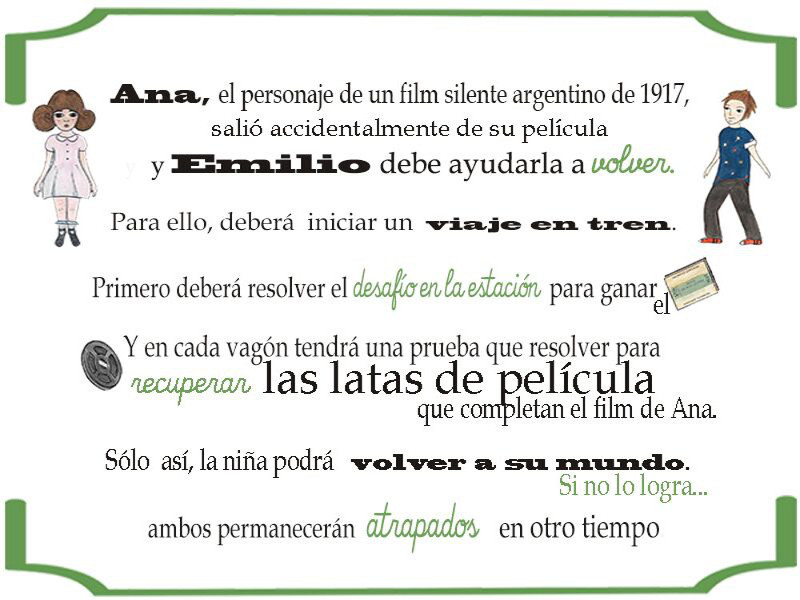 Ana, el personaje de un film silente argentino de 1917,
salió accidentalmente de su película
y Emilio debe ayudarla a volver.
Para ello, deberá iniciar un viaje en tren.
Primero deberá resolver el desafío en la estación para ganar el
Y en cada vagón tendrá una prueba que resolver para
recuperar las latas de película
que completan el film de Ana.
Sólo así, la niña podrá volver a su mundo.
Si no lo logra...
ambos permanecerán atrapados en otro tiempo